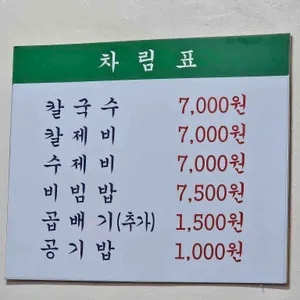 차림표
칼국수 7,000원
칼제비 7,000원
수제비 7,000원
비빔밥 7,500원
곱배기(추가) 1,500원
공기밥 1,000원